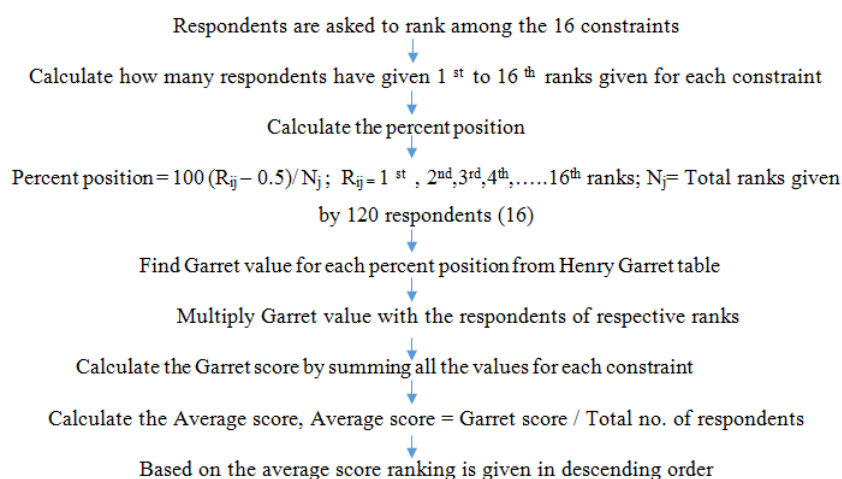 Respondents are asked to rank among the 16 constraints
Calculate how many respondents have given 1 st to 16 th ranks given for each constraint
Calculate the percent position
Percent position = 100 (Rij – 0.5)/ Nj ; Rij = 1 st , 2nd,3rd,4th,…..16th ranks; Nj= Total ranks given
by 120 respondents (16)
Find Garret value for each percent position from Henry Garret table
Multiply Garret value with the respondents of respective ranks
Calculate the Garret score by summing all the values for each constraint
Calculate the Average score, Average score = Garret score / Total no. of respondents
Based on the average score ranking is given in descending order